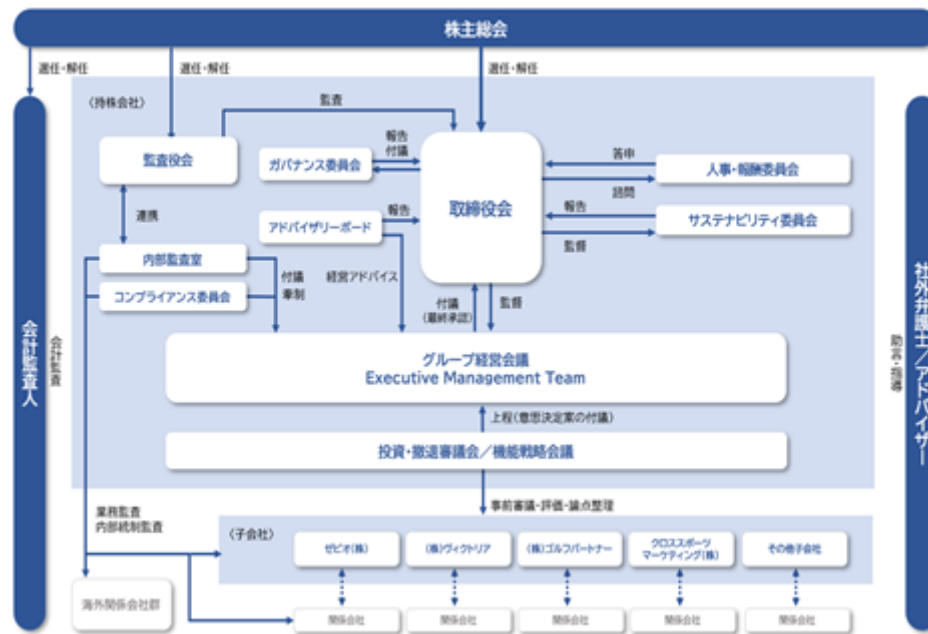 株主総会
選任・解任
選任・解任
選任・解任
〈持株会社〉
監査
監査役会
ガバナンス委員会
報告
付議
取締役会
答申
人事・報酬委員会
諮問
連携
アドバイザリーボード
報告
報告
サステナビリティ委員会
監督
内部監査室
コンプライアンス委員会
付議
牽制
経営アドバイス
付議
(最終承認)
監督
会計監査人
会計監査
グループ経営会議
Executive Management Team
助言・指導
社外弁護士／アドバイザー
上程(意思決定案の付議)
投資・撤退審議会／機能戦略会議
事前審議・評価・論点整理
業務監査
内部統制監査
〈子会社〉
ゼビオ(株)
(株)ヴィクトリア
(株)ゴルフパートナー
クロススポーツ
マーケティング(株)
その他子会社
海外関係会社群
関係会社
関係会社
関係会社
関係会社
関係会社